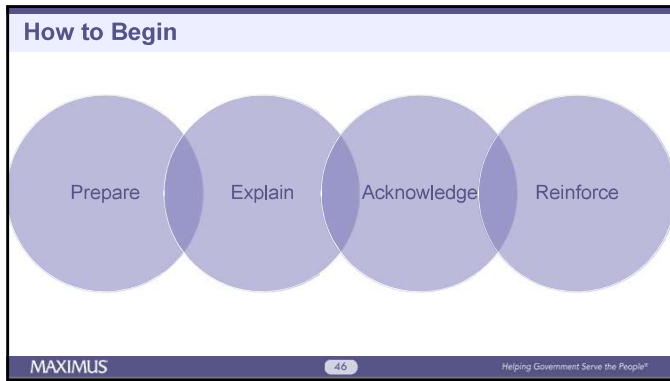 How to Begin
Prepare Explain Acknowledge Reinforce
MAXIMUS 46 Helping Government Serve the People®